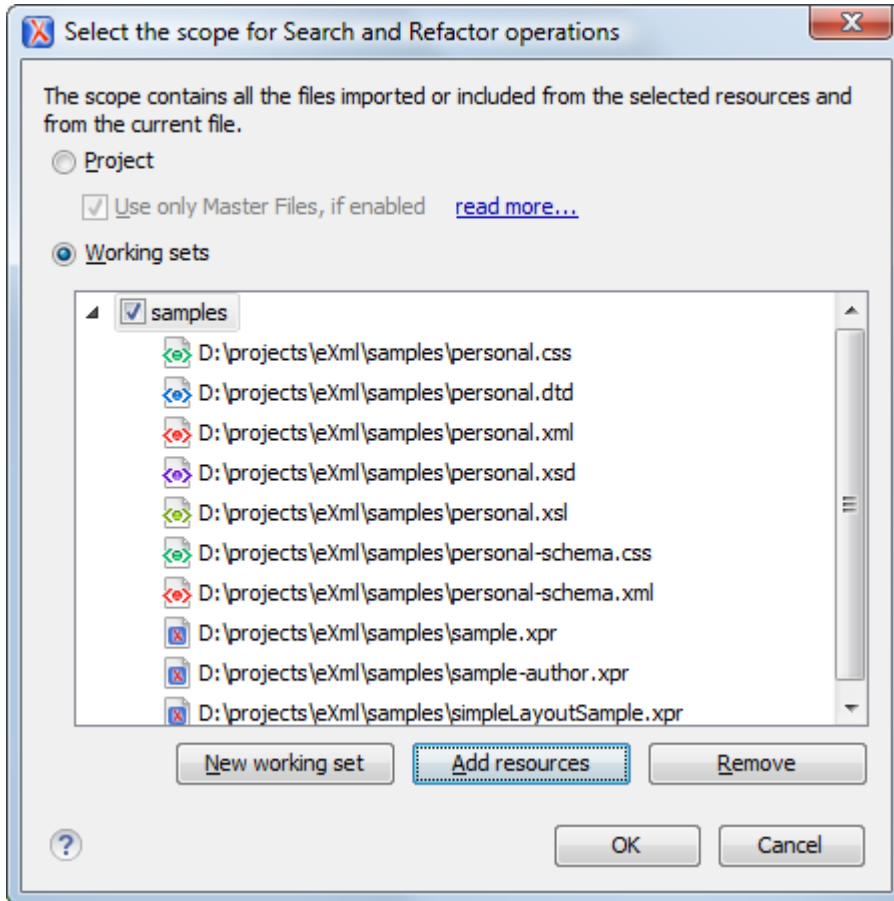 Select the scope for Search and Refactor operations
The scope contains all the files imported or included from the selected resources and
from the current file.
Project
Use only Master Files, if enabled read more...
Working sets
samples
D:\projects\eXml\samples\personal.css
D:\projects\eXml\samples\personal.dtd
D:\projects\eXml\samples\personal.xml
D:\projects\eXml\samples\personal.xsd
D:\projects\eXml\samples\personal.xsl
D:\projects\eXml\samples\personal-schema.css
D:\projects\eXml\samples\personal-schema.xml
D:\projects\eXml\samples\sample.xpr
D:\projects\eXml\samples\sample-author.xpr
D:\projects\eXml\samples\simpleLayoutSample.xpr
New working set Add resources Remove
? OK Cancel